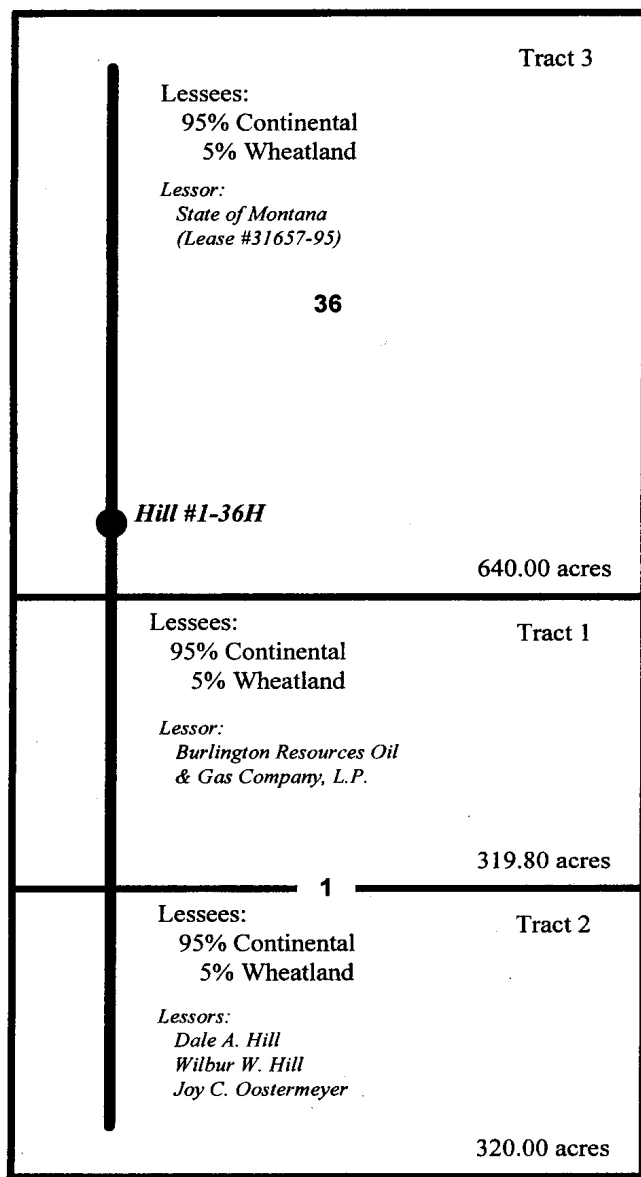 Tract 3
Lessees:
95% Continental
5% Wheatland
Lessor:
State of Montana
(Lease #31657-95)
36
Hill #1-36H
640.00 acres
Lessees:
Tract 1
95% Continental
5% Wheatland
Lessor:
Burlington Resources Oil
& Gas Company, L.P.
319.80 acres
1
Lessees:
Tract 2
95% Continental
5% Wheatland
Lessors:
Dale A. Hill
Wilbur W. Hill
Joy C. Oostermeyer
320.00 acres